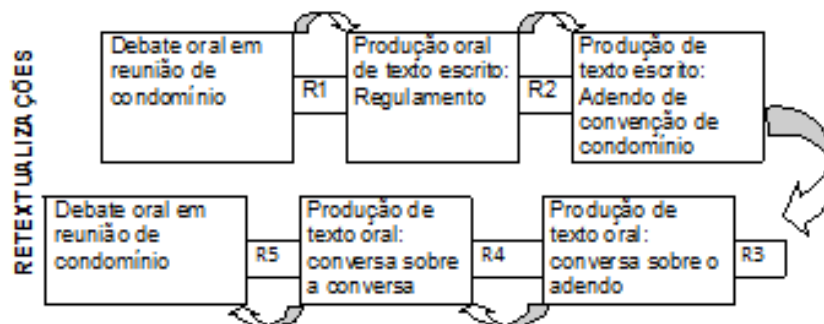 RETEXTUALIZAÇÕES
Debate oral em
reunião de
condomínio
R1
Produção oral
de texto escrito:
Regulamento
R2
Produção de
texto escrito:
Adendo de
convenção de
condomínio
Debate oral em
reunião de
condomínio
R5
Produção de
texto oral:
conversa sobre
a conversa
R4
Produção de
texto oral:
conversa sobre o
adendo
R3